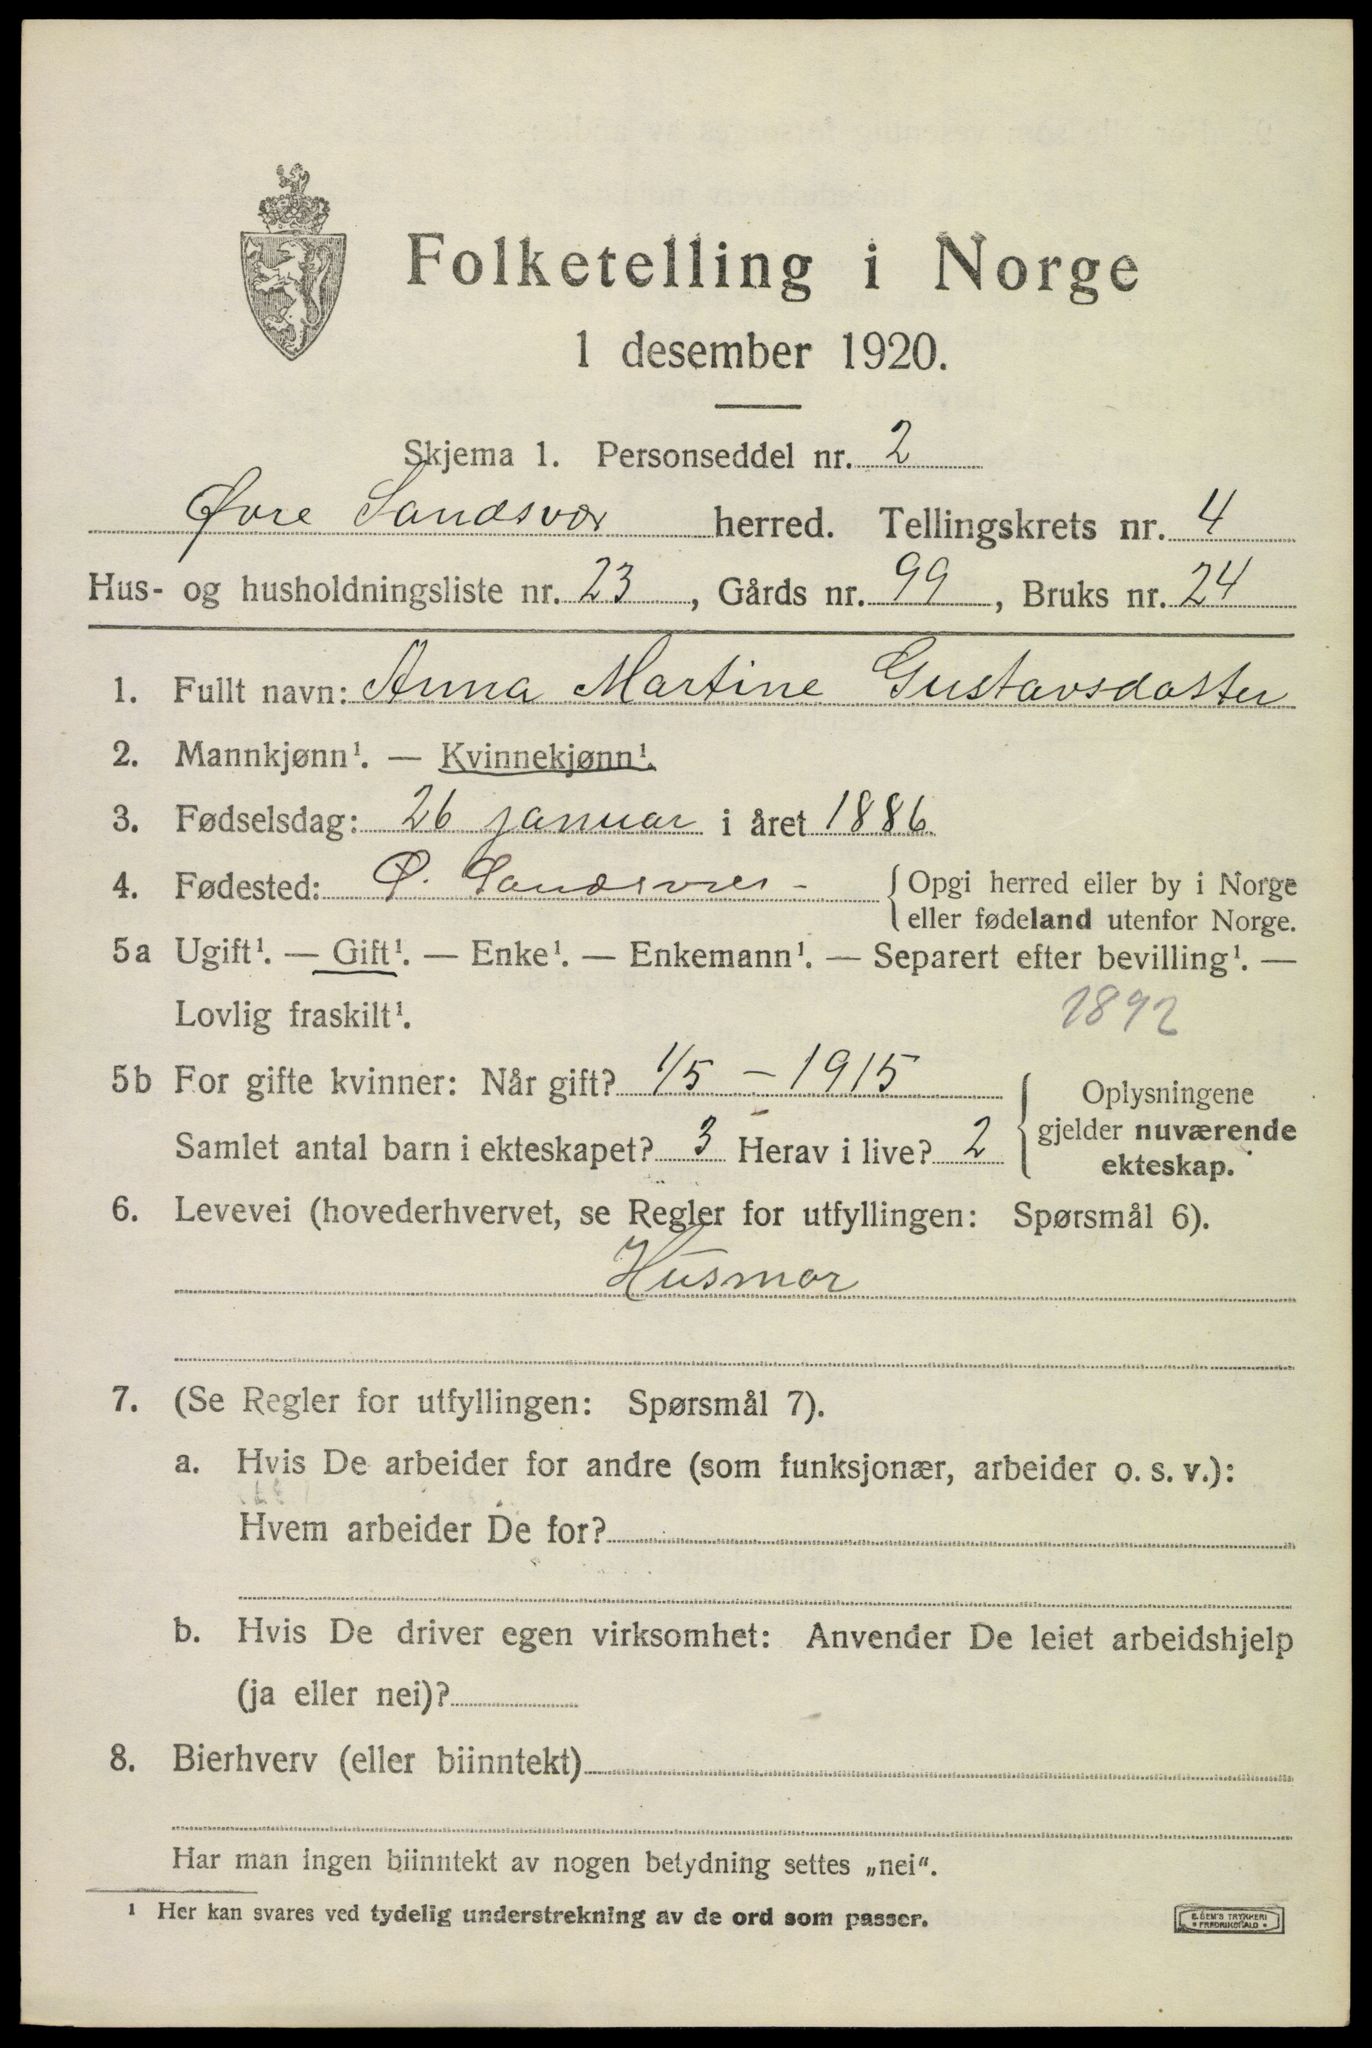 Folketelling i Norge
1 desember 1920.
Skjema 1. Personseddel nr. 2
Øvre Sandsvær herred. Tellingskrets nr. 4
Hus- og husholdningsliste nr. 23, Gårds nr. 99, Bruks nr. 24
1. Fullt navn: Anna Martine Gustavsdatter
2. Mannkjønn¹. — Kvinnekjønn¹.
3. Fødselsdag: 26 januar i året 1886
4. Fødested: Ø. Sandsvær - { Opgi herred eller by i Norge
eller fødeland utenfor Norge.
5a Ugift¹. — Gift¹. — Enke¹. — Enkemann¹. — Separert efter bevilling¹. —
Lovlig fraskilt¹. 1892
5b For gifte kvinner: Når gift? 1/5 - 1915
Samlet antal barn i ekteskapet? 3 Herav i live? 2
{ Oplysningene
gjelder nuværende
ekteskap.
6. Levevei (hovederhvervet, se Regler for utfyllingen: Spørsmål 6).
Husmor
7. (Se Regler for utfyllingen: Spørsmål 7).
a. Hvis De arbeider for andre (som funksjonær, arbeider o. s. v.):
Hvem arbeider De for?
b. Hvis De driver egen virksomhet: Anvender De leiet arbeidshjelp
(ja eller nei)?
8. Bierhverv (eller biinntekt)
Har man ingen biinntekt av nogen betydning settes „nei“.
¹ Her kan svares ved tydelig understrekning av de ord som passer.
E. SEM'S TRYKKERI
FREDRIKSHALD